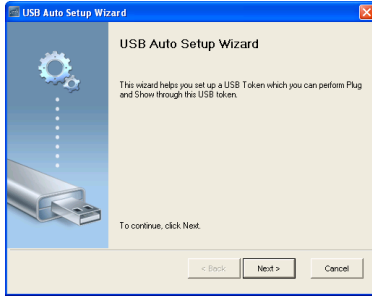 USB Auto Setup Wizard
USB Auto Setup Wizard
This wizard helps you set up a USB Token which you can perform Plug
and Show through this USB token.
To continue, click Next.
< Back
Next >
Cancel